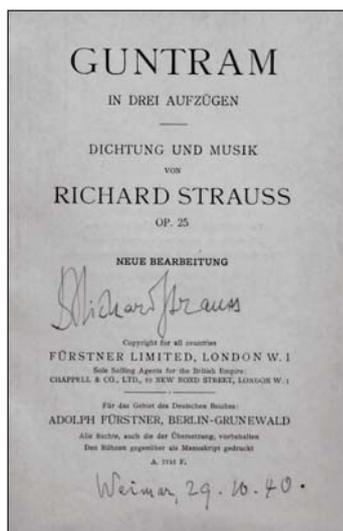 GUNTRAM
IN DREI AUFZÜGEN
DICHTUNG UND MUSIK
VON
RICHARD STRAUSS
OP. 25
NEUE BEARBEITUNG
Richard Strauss
Copyright for all countries
FÜRSTNER LIMITED, LONDON W. 1
Sole Selling Agents for the British Empire:
CHAPPELL & CO., LTD., 50 NEW BOND STREET, LONDON W. 1
Für das Gebiet des Deutschen Reiches:
ADOLPH FÜRSTNER, BERLIN-GRUNEWALD
Alle Rechte, auch die der Übersetzung, vorbehalten
Den Bühnen gegenüber als Manuskript gedruckt
A. F.
Weimar, 29. 10. 40.